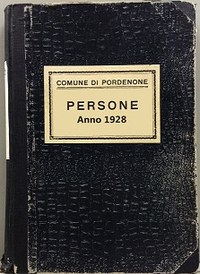 COMUNE DI PORDENONE
PERSONE
Anno 1928